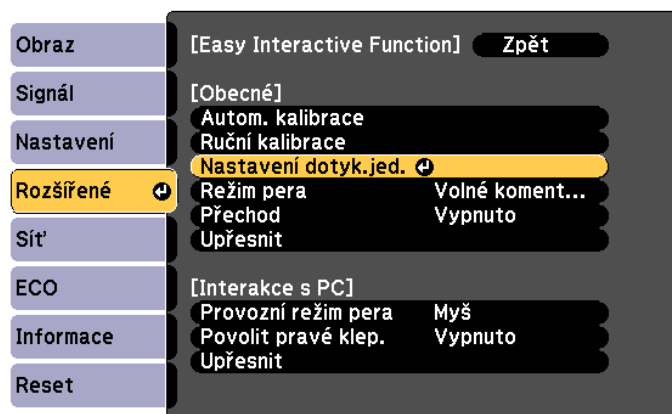 Obraz
Signál
Nastavení
Rozšířené
Síť
ECO
Informace
Reset
[Easy Interactive Function] Zpět
[Obecné]
Autom. kalibrace
Ruční kalibrace
Nastavení dotyk.jed.
Režim pera Volné koment...
Přechod Vypnuto
Upřesnit
[Interakce s PC]
Provozní režim pera Myš
Povolit pravé klep. Vypnuto
Upřesnit